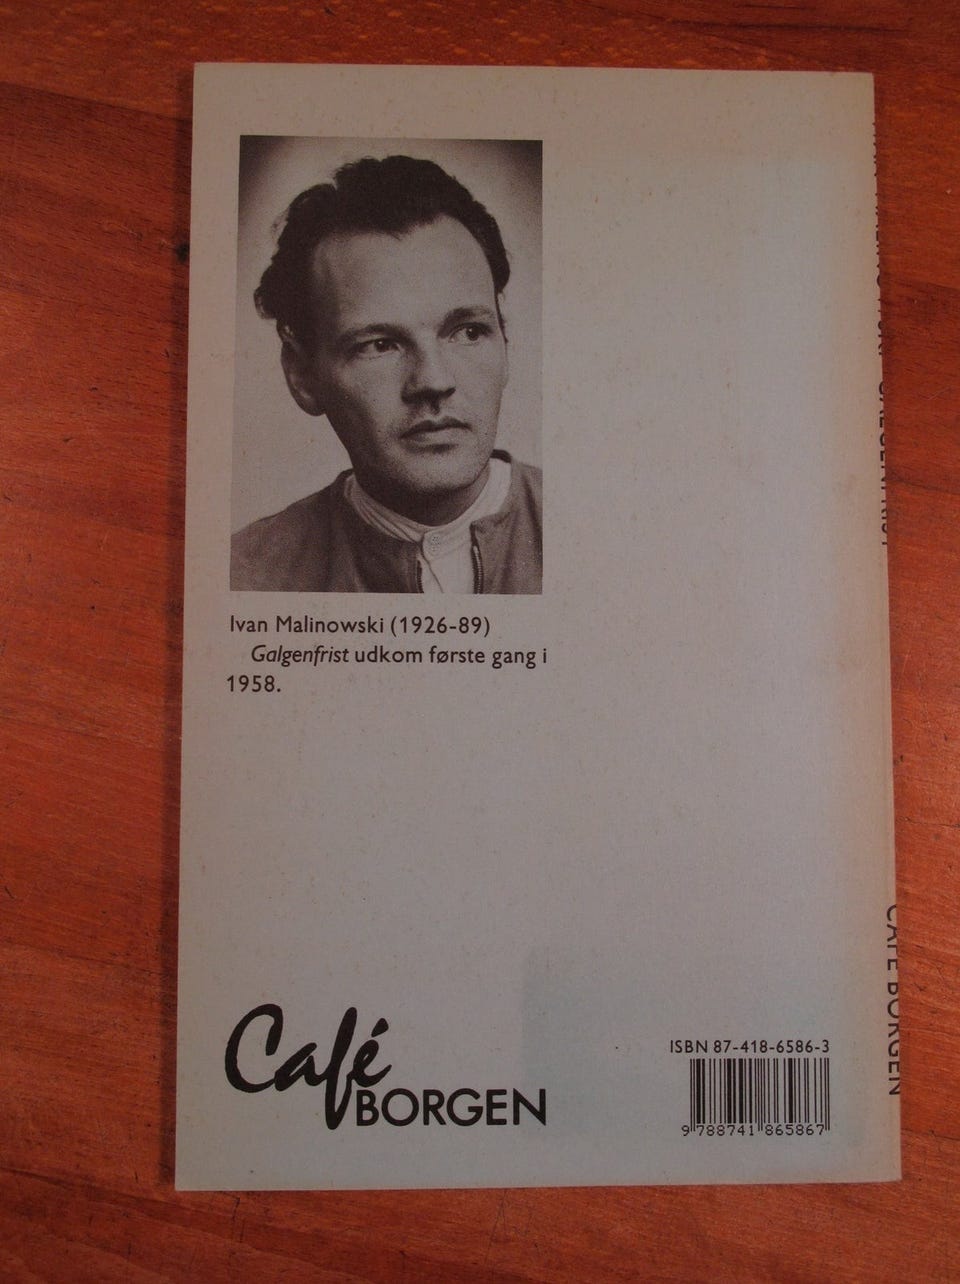 Ivan Malinowski (1926-89)
Galgenfrist udkom første gang i
1958.
Café
BORGEN
ISBN 87-418-6586-3
9 788741 865867
GALGENFRIST
CAFÉ BORGEN